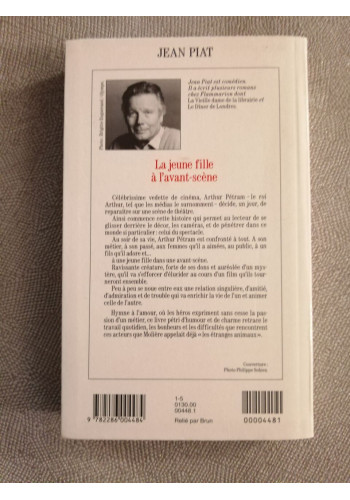 JEAN PIAT
Jean Piat est comédien.
Il a écrit plusieurs romans
chez Flammarion dont
La Vieille dame de la librairie et
Le Dîner de Londres.
La jeune fille
à l'avant-scène
Célébrissime vedette de cinéma, Arthur Pétram - le roi
Arthur, tel que les médias le surnomment - décide, un jour, de
reparaître sur une scène de théâtre.
Ainsi commence cette histoire qui permet au lecteur de se
glisser derrière le décor, les caméras, et de pénétrer dans ce
monde si particulier : celui du spectacle.
Au soir de sa vie, Arthur Pétram est confronté à tout. A son
métier, à son passé, aux femmes qu'il a aimées, au public, à un
fils qu'il adore et...
à une jeune fille dans une avant-scène.
Ravissante créature, forte de ses dons et auréolée d'un mys-
tère, qu'il va s'efforcer d'élucider au cours d'un film qu'ils tour-
neront ensemble.
Peu à peu se noue entre eux une relation singulière, d'amitié,
d'admiration et de trouble qui va enrichir la vie de l'un et animer
celle de l'autre.
Hymne à l'amour, où les héros expriment sans cesse la pas-
sion d'un métier, ce livre pétri d'humour et de charme retrace le
travail quotidien, les bonheurs et les difficultés que rencontrent
ces acteurs que Molière appelait déjà « les étranges animaux ».
Couverture :
1-5
0130.00
00448.1
Relié par Brun
9 782286 004484
00004481